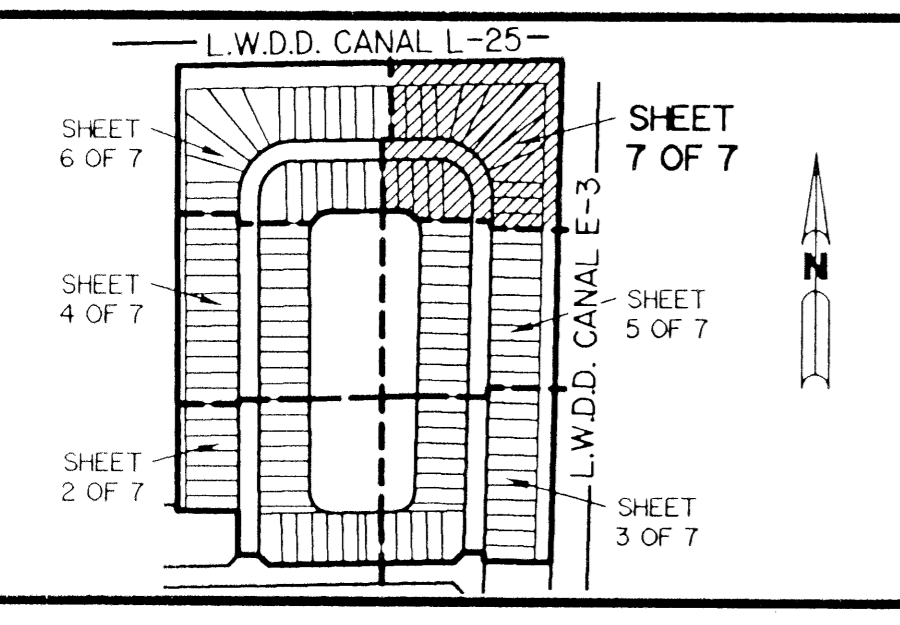 L.W.D.D. CANAL L-25
SHEET
6 OF 7
SHEET
7 OF 7
L.W.D.D. CANAL E-3
N
SHEET
4 OF 7
SHEET
5 OF 7
SHEET
2 OF 7
SHEET
3 OF 7